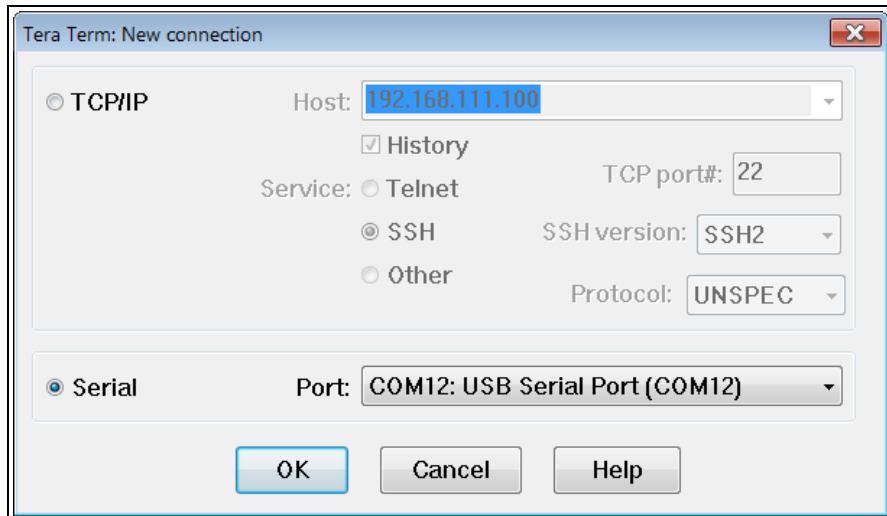 Tera Term: New connection
TCP/IP
Host: 192.168.111.100
History
Service: Telnet
TCP port#: 22
SSH
SSH version: SSH2
Other
Protocol: UNSPEC
Serial
Port: COM12: USB Serial Port (COM12)
OK
Cancel
Help